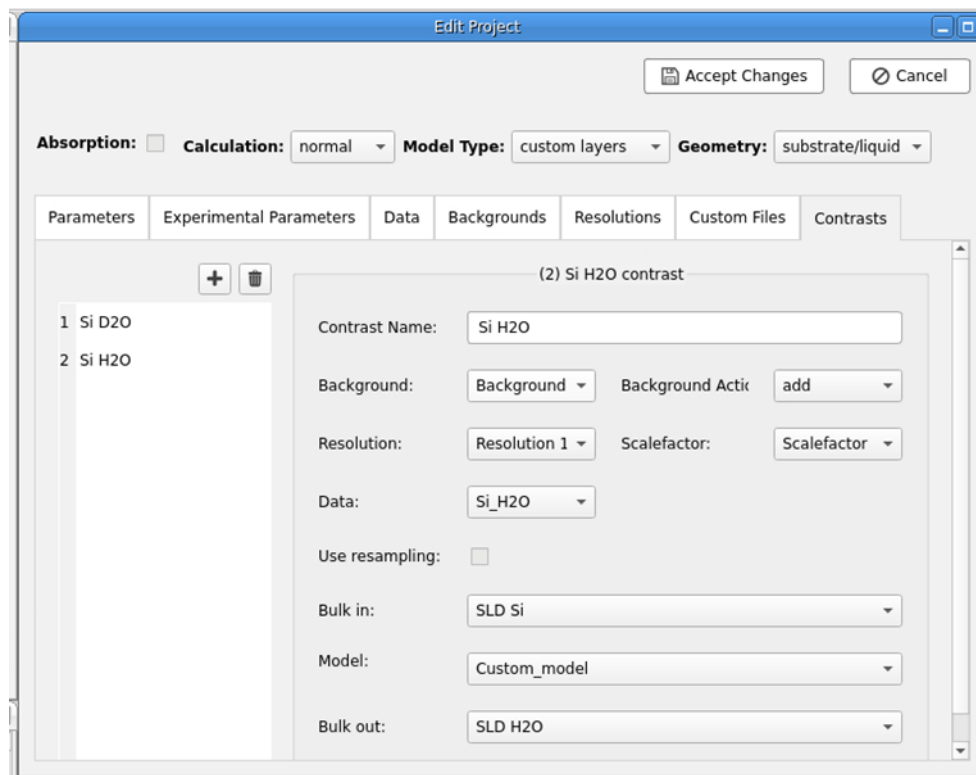 Edit Project
Accept Changes Cancel
Absorption: Calculation: normal Model Type: custom layers Geometry: substrate/liquid
Parameters Experimental Parameters Data Backgrounds Resolutions Custom Files Contrasts
(2) Si H2O contrast
1 Si D2O
2 Si H2O
Contrast Name: Si H2O
Background: Background Background Actic add
Resolution: Resolution 1 Scalefactor: Scalefactor
Data: Si_H2O
Use resampling:
Bulk in: SLD Si
Model: Custom_model
Bulk out: SLD H2O